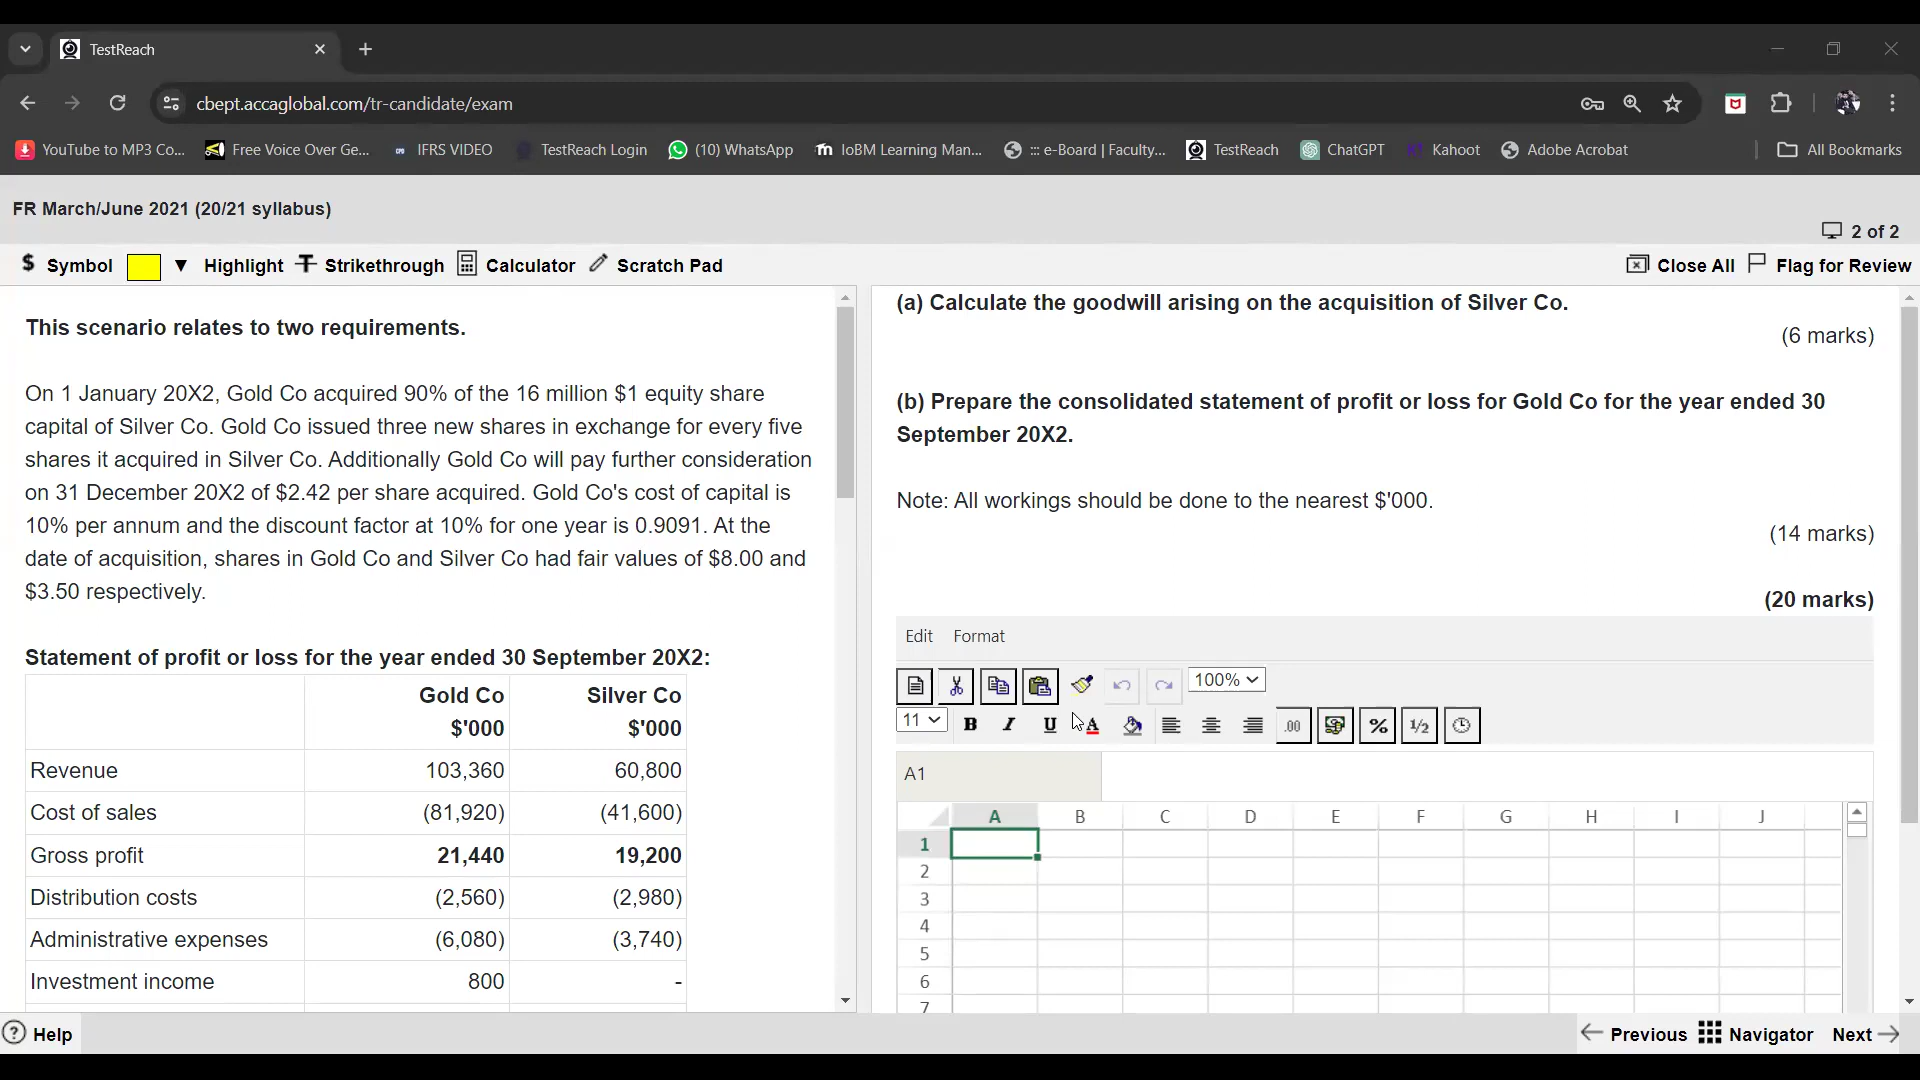 TestReach
cbept.accaglobal.com/tr-candidate/exam
YouTube to MP3 Co...
Free Voice Over Ge...
IFRS VIDEO
TestReach Login
(10) WhatsApp
IoBM Learning Man...
::: e-Board | Faculty...
TestReach
ChatGPT
Kahoot
Adobe Acrobat
All Bookmarks
FR March/June 2021 (20/21 syllabus)
2 of 2
$ Symbol
Highlight
Strikethrough
Calculator
Scratch Pad
Close All
Flag for Review
This scenario relates to two requirements.
On 1 January 20X2, Gold Co acquired 90% of the 16 million $1 equity share
capital of Silver Co. Gold Co issued three new shares in exchange for every five
shares it acquired in Silver Co. Additionally Gold Co will pay further consideration
on 31 December 20X2 of $2.42 per share acquired. Gold Co's cost of capital is
10% per annum and the discount factor at 10% for one year is 0.9091. At the
date of acquisition, shares in Gold Co and Silver Co had fair values of $8.00 and
$3.50 respectively.
Statement of profit or loss for the year ended 30 September 20X2:
Gold Co Silver Co
$'000 $'000
Revenue 103,360 60,800
Cost of sales (81,920) (41,600)
Gross profit 21,440 19,200
Distribution costs (2,560) (2,980)
Administrative expenses (6,080) (3,740)
Investment income 800 -
(a) Calculate the goodwill arising on the acquisition of Silver Co.
(6 marks)
(b) Prepare the consolidated statement of profit or loss for Gold Co for the year ended 30
September 20X2.
Note: All workings should be done to the nearest $'000.
(14 marks)
(20 marks)
Edit Format
100%
11 B I U A .00 % 1/2
A1
A B C D E F G H I J
1
2
3
4
5
6
7
Help
Previous
Navigator
Next